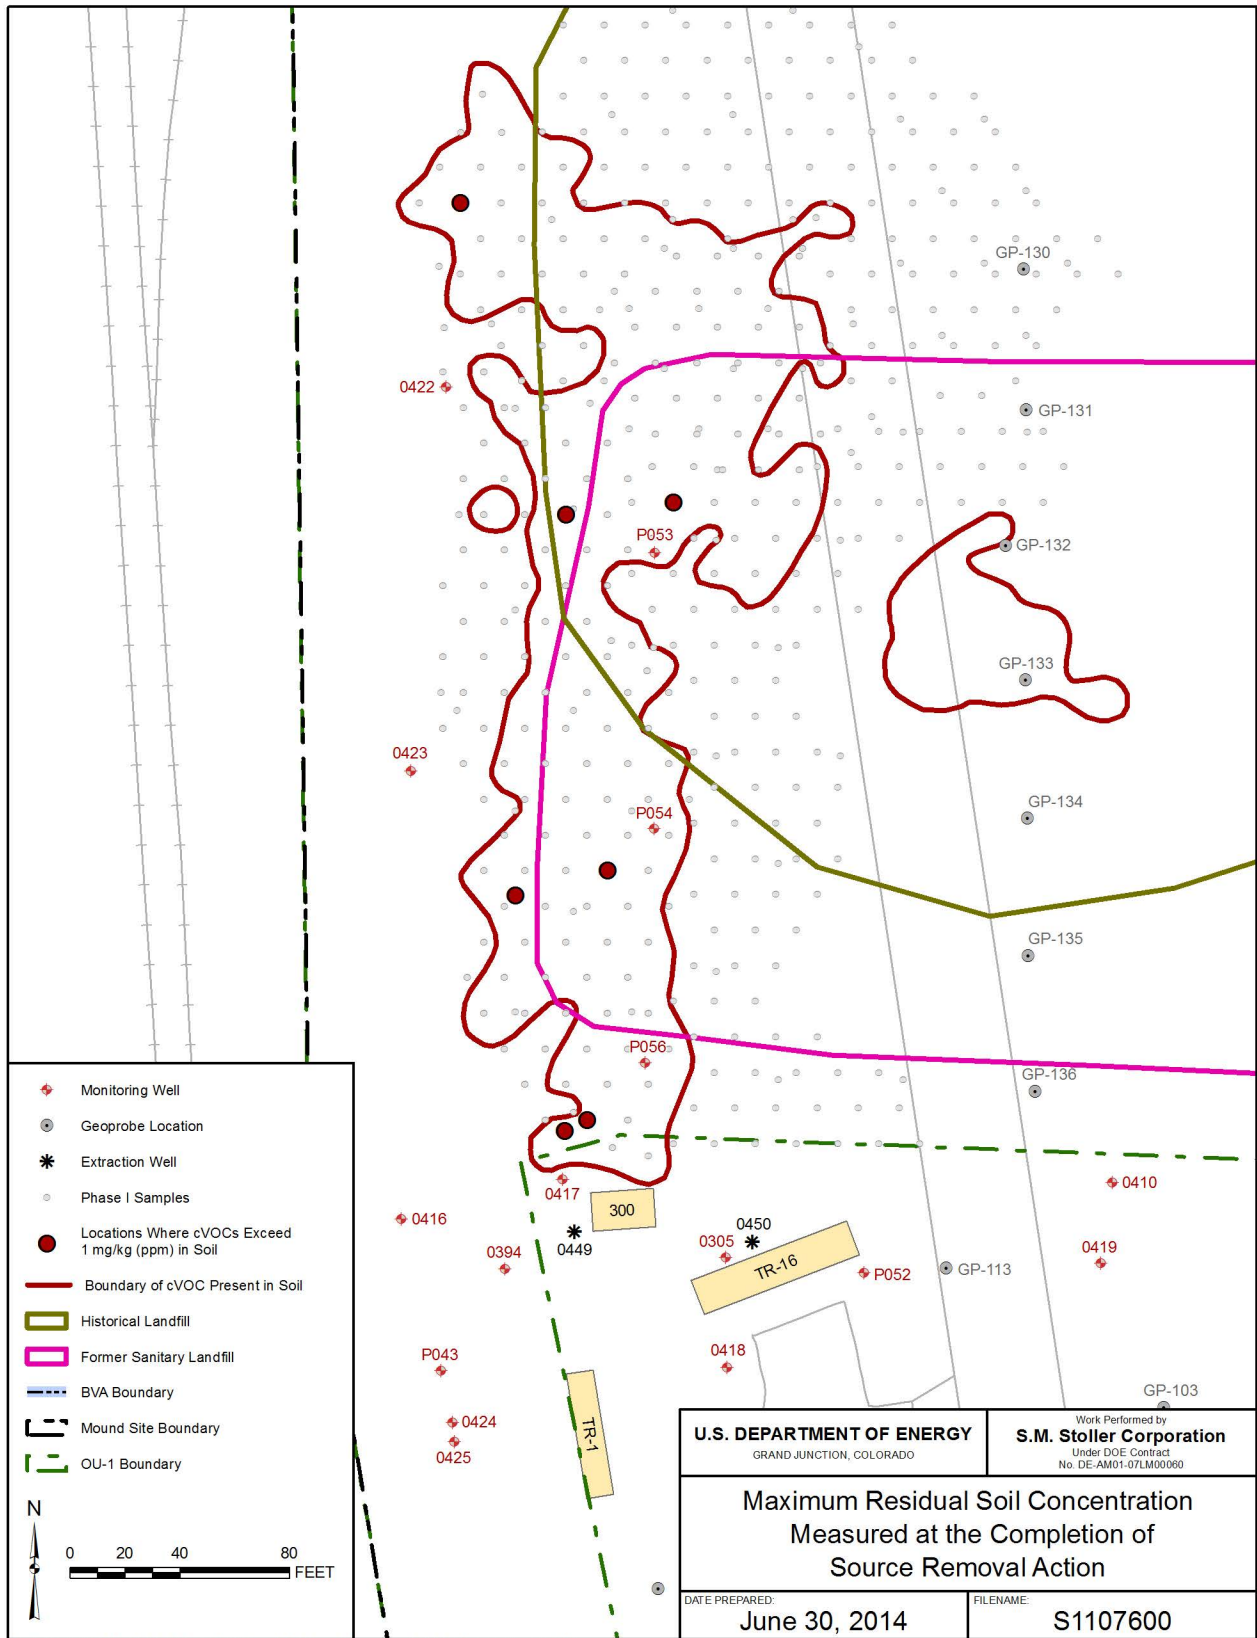 GP-130
0422
GP-131
P053
GP-132
GP-133
0423
P054
GP-134
GP-135
P056
GP-136
0417
0410
0416
300
0450
0394
0449
0305
0419
TR-16
P052
GP-113
P043
0418
GP-103
0424
TR-1
0425
Monitoring Well
Geoprobe Location
Extraction Well
Phase I Samples
Locations Where cVOCs Exceed
1 mg/kg (ppm) in Soil
Boundary of cVOC Present in Soil
Historical Landfill
Former Sanitary Landfill
BVA Boundary
Mound Site Boundary
OU-1 Boundary
N
0 20 40 80
FEET
U.S. DEPARTMENT OF ENERGY
GRAND JUNCTION, COLORADO
Work Performed by
S.M. Stoller Corporation
Under DOE Contract
No. DE-AM01-07LM00060
Maximum Residual Soil Concentration
Measured at the Completion of
Source Removal Action
DATE PREPARED:
June 30, 2014
FILENAME:
S1107600